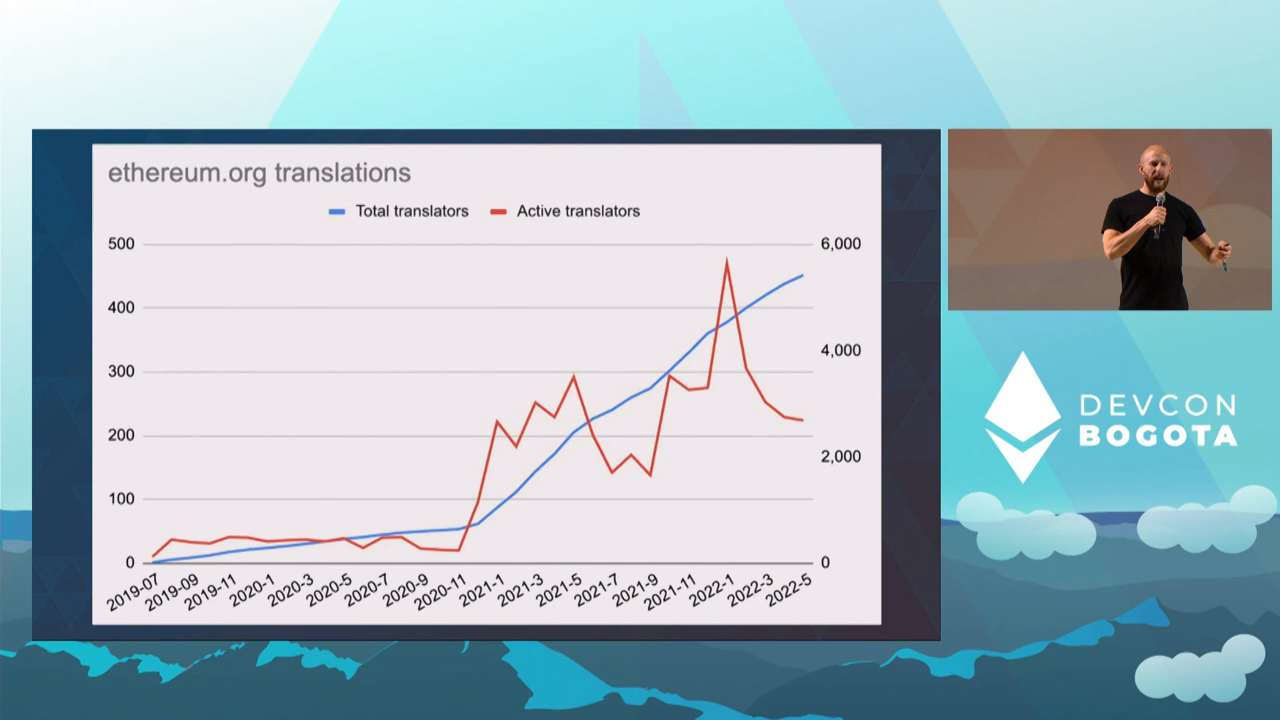 ethereum.org translations
Total translators Active translators
500 6,000
400
300 4,000
200 2,000
100
0 0
2019-07 2019-09 2019-11 2020-1 2020-3 2020-5 2020-7 2020-9 2020-11 2021-1 2021-3 2021-5 2021-7 2021-9 2021-11 2022-1 2022-3 2022-5
DEVCON
BOGOTA